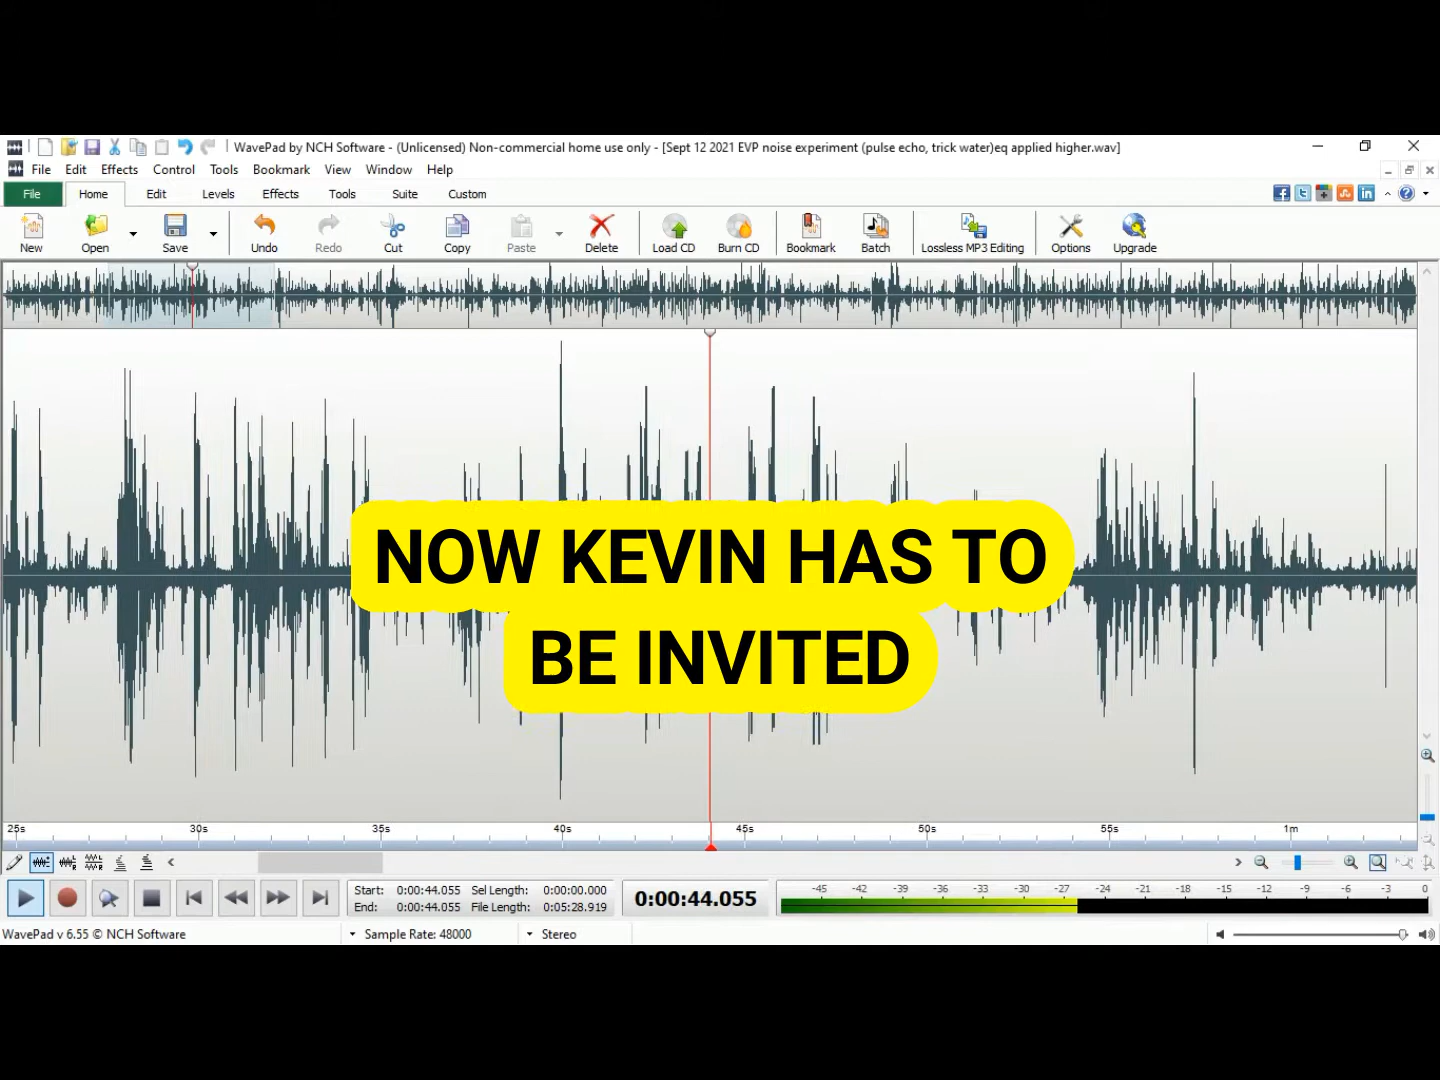 WavePad by NCH Software - (Unlicensed) Non-commercial home use only - [Sept 12 2021 EVP noise experiment (pulse echo, trick water)eq applied higher.wav]
File Edit Effects Control Tools Bookmark View Window Help
File Home Edit Levels Effects Tools Suite Custom
New Open Save Undo Redo Cut Copy Paste Delete Load CD Burn CD Bookmark Batch Lossless MP3 Editing Options Upgrade
NOW KEVIN HAS TO
BE INVITED
25s 30s 35s 40s 45s 50s 55s 1m
Start: 0:00:44.055 Sel Length: 0:00:00.000
End: 0:00:44.055 File Length: 0:05:28.919
0:00:44.055
-45 -42 -39 -36 -33 -30 -27 -24 -21 -18 -15 -12 -9 -6 -3 0
WavePad v 6.55 © NCH Software Sample Rate: 48000 Stereo